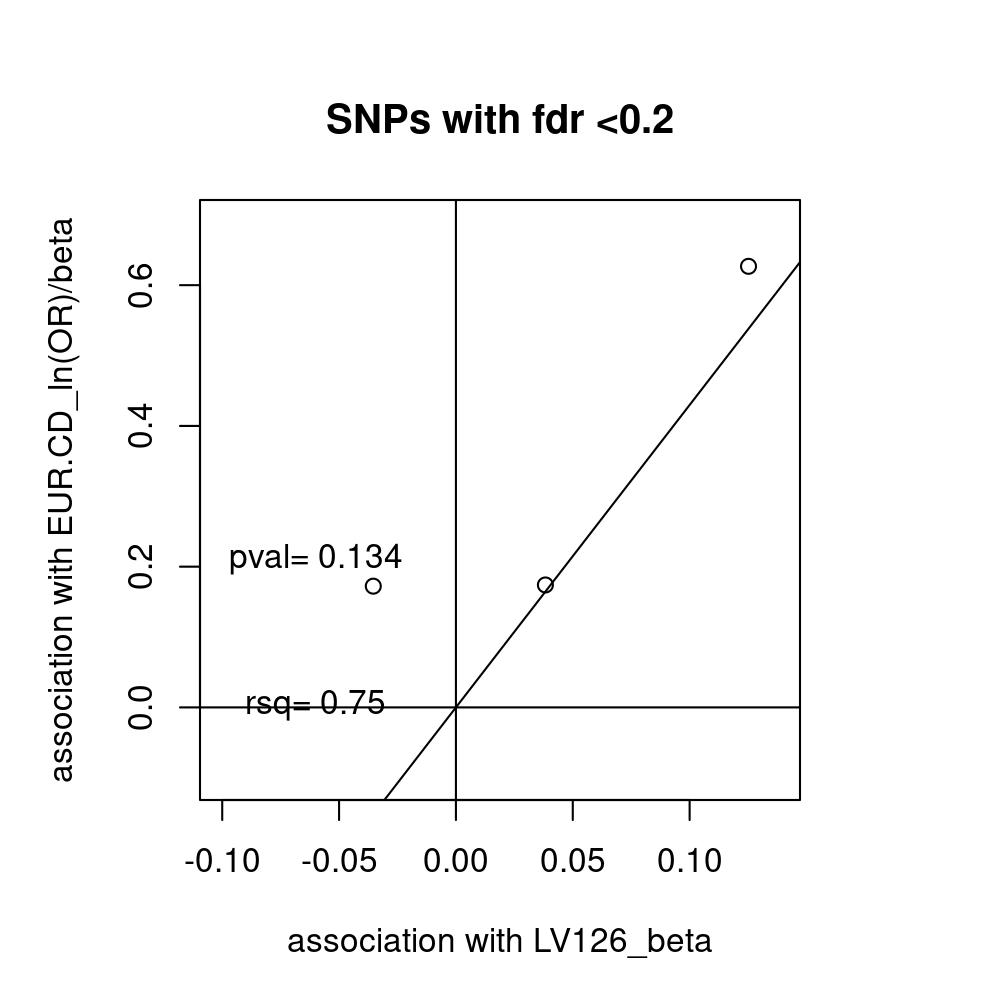 SNPs with fdr <0.2
association with EUR.CD_ln(OR)/beta
0.6
0.4
0.2
0.0
pval= 0.134
rsq= 0.75
-0.10
-0.05
0.00
0.05
0.10
association with LV126_beta